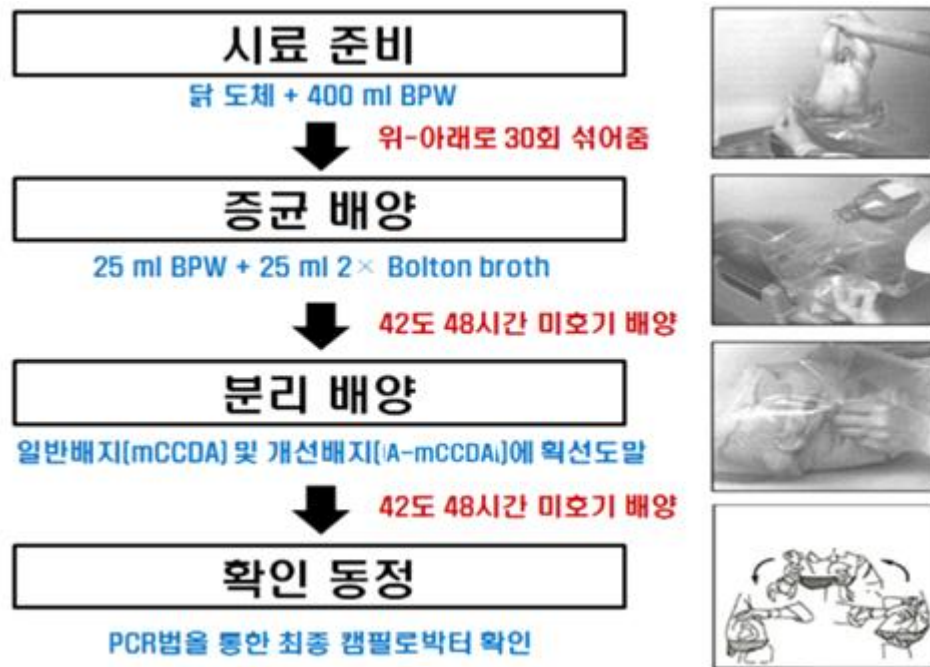 시료 준비
닭 도체 + 400 ml BPW
위-아래로 30회 섞어줌
증균 배양
25 ml BPW + 25 ml 2× Bolton broth
42도 48시간 미호기 배양
분리 배양
일반배지(mCCDA) 및 개선배지(A-mCCDA)에 획선도말
42도 48시간 미호기 배양
확인 동정
PCR법을 통한 최종 캠필로박터 확인